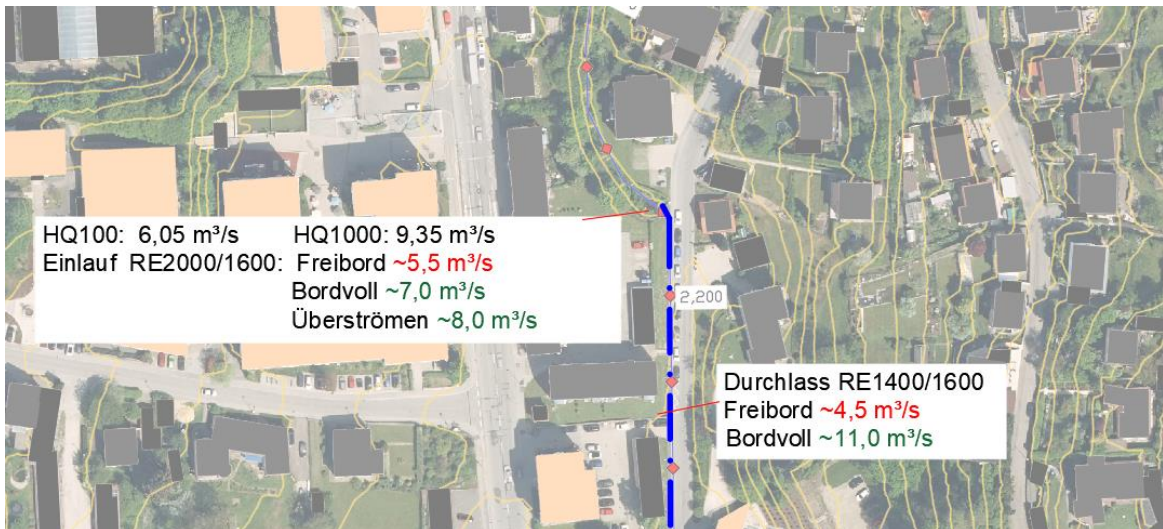 HQ100: 6,05 m³/s HQ1000: 9,35 m³/s
Einlauf RE2000/1600: Freibord ~5,5 m³/s
Bordvoll ~7,0 m³/s
Überströmen ~8,0 m³/s
2,200
Durchlass RE1400/1600
Freibord ~4,5 m³/s
Bordvoll ~11,0 m³/s